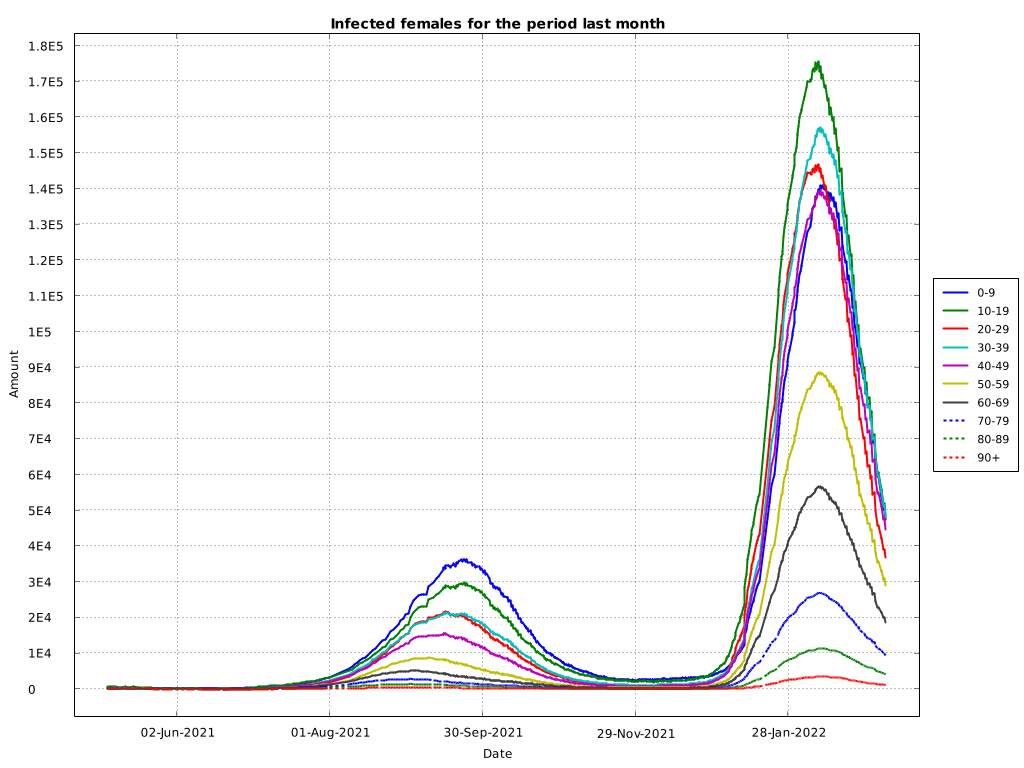 Infected females for the period last month
1.8E5
1.7E5
1.6E5
1.5E5
1.4E5
1.3E5
1.2E5
1.1E5
1E5
9E4
8E4
7E4
6E4
5E4
4E4
3E4
2E4
1E4
0
Amount
02-Jun-2021
01-Aug-2021
30-Sep-2021
29-Nov-2021
28-Jan-2022
Date
0-9
10-19
20-29
30-39
40-49
50-59
60-69
70-79
80-89
90+